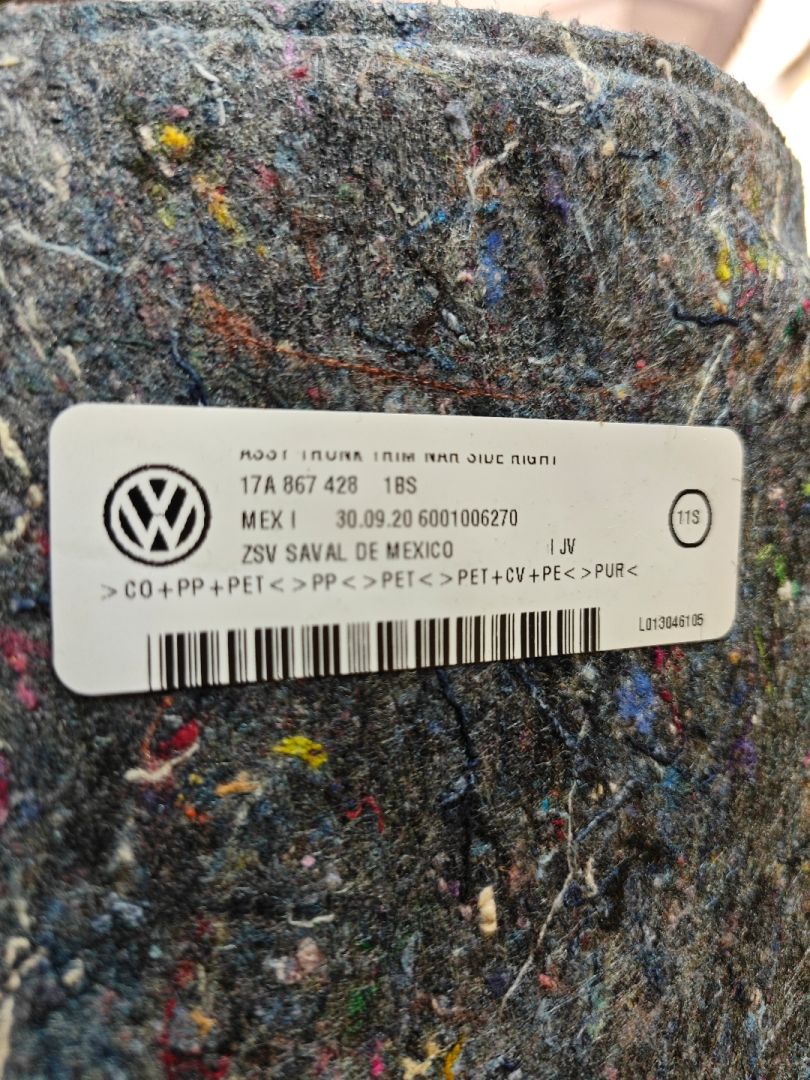 ASSY TRUNK TRIM NAR SIDE RIGHT
17A 867 428 1BS
MEX I 30.09.20 6001006270
11S
ZSV SAVAL DE MEXICO I JV
>CO+PP+PET<>PP<>PET<>PET+CV+PE<>PUR<
L013046105